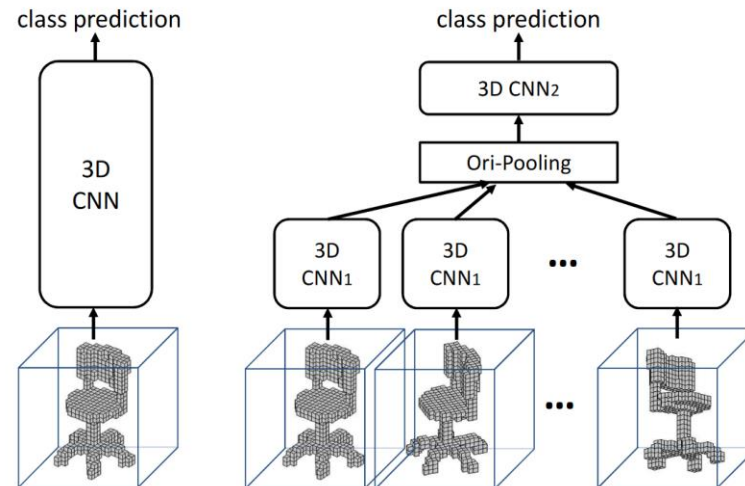 class prediction
3D
CNN
class prediction
3D CNN2
Ori-Pooling
3D
CNN1
3D
CNN1
...
3D
CNN1
...